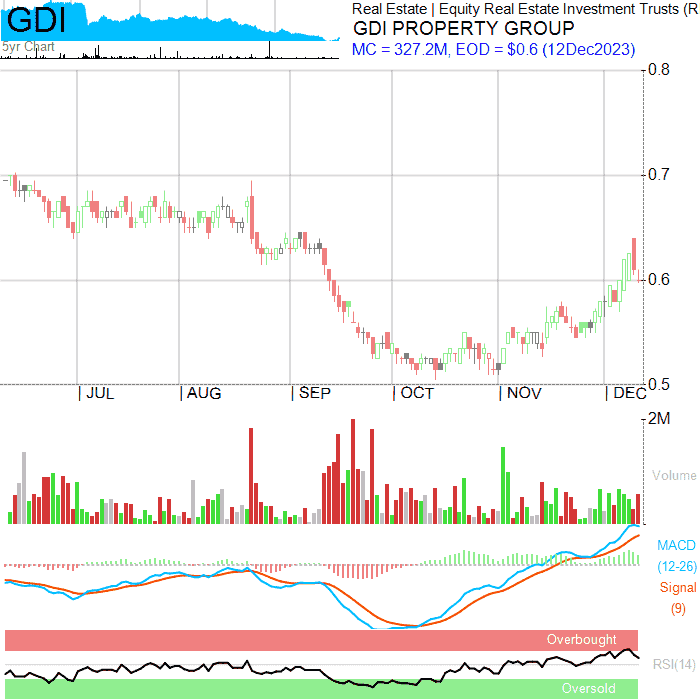 GDI
5yr Chart
Real Estate | Equity Real Estate Investment Trusts (R
GDI PROPERTY GROUP
MC = 327.2M, EOD = $0.6 (12Dec2023)
0.8
0.7
0.6
0.5
| JUL | AUG | SEP | OCT | NOV | DEC
2M
Volume
MACD
(12-26)
Signal
(9)
Overbought
RSI(14)
Oversold